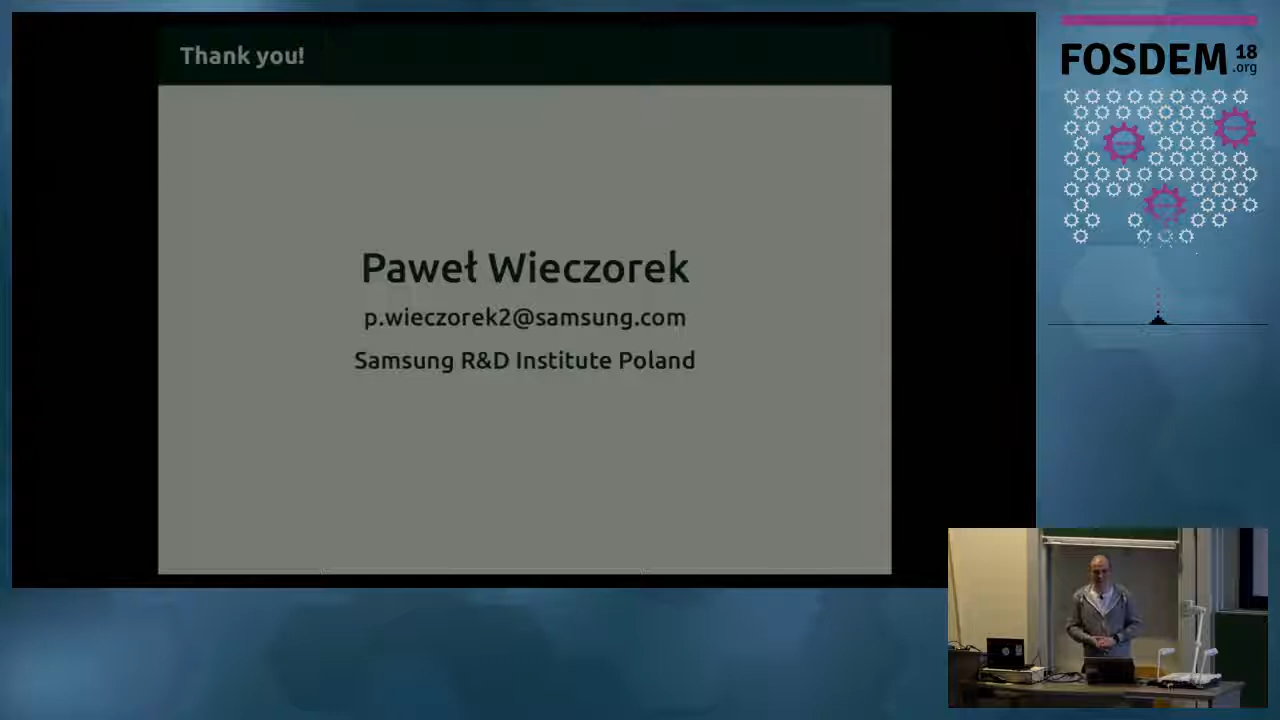 Thank you!
Paweł Wieczorek
p.wieczorek2@samsung.com
Samsung R&D Institute Poland
FOSDEM 18
.org